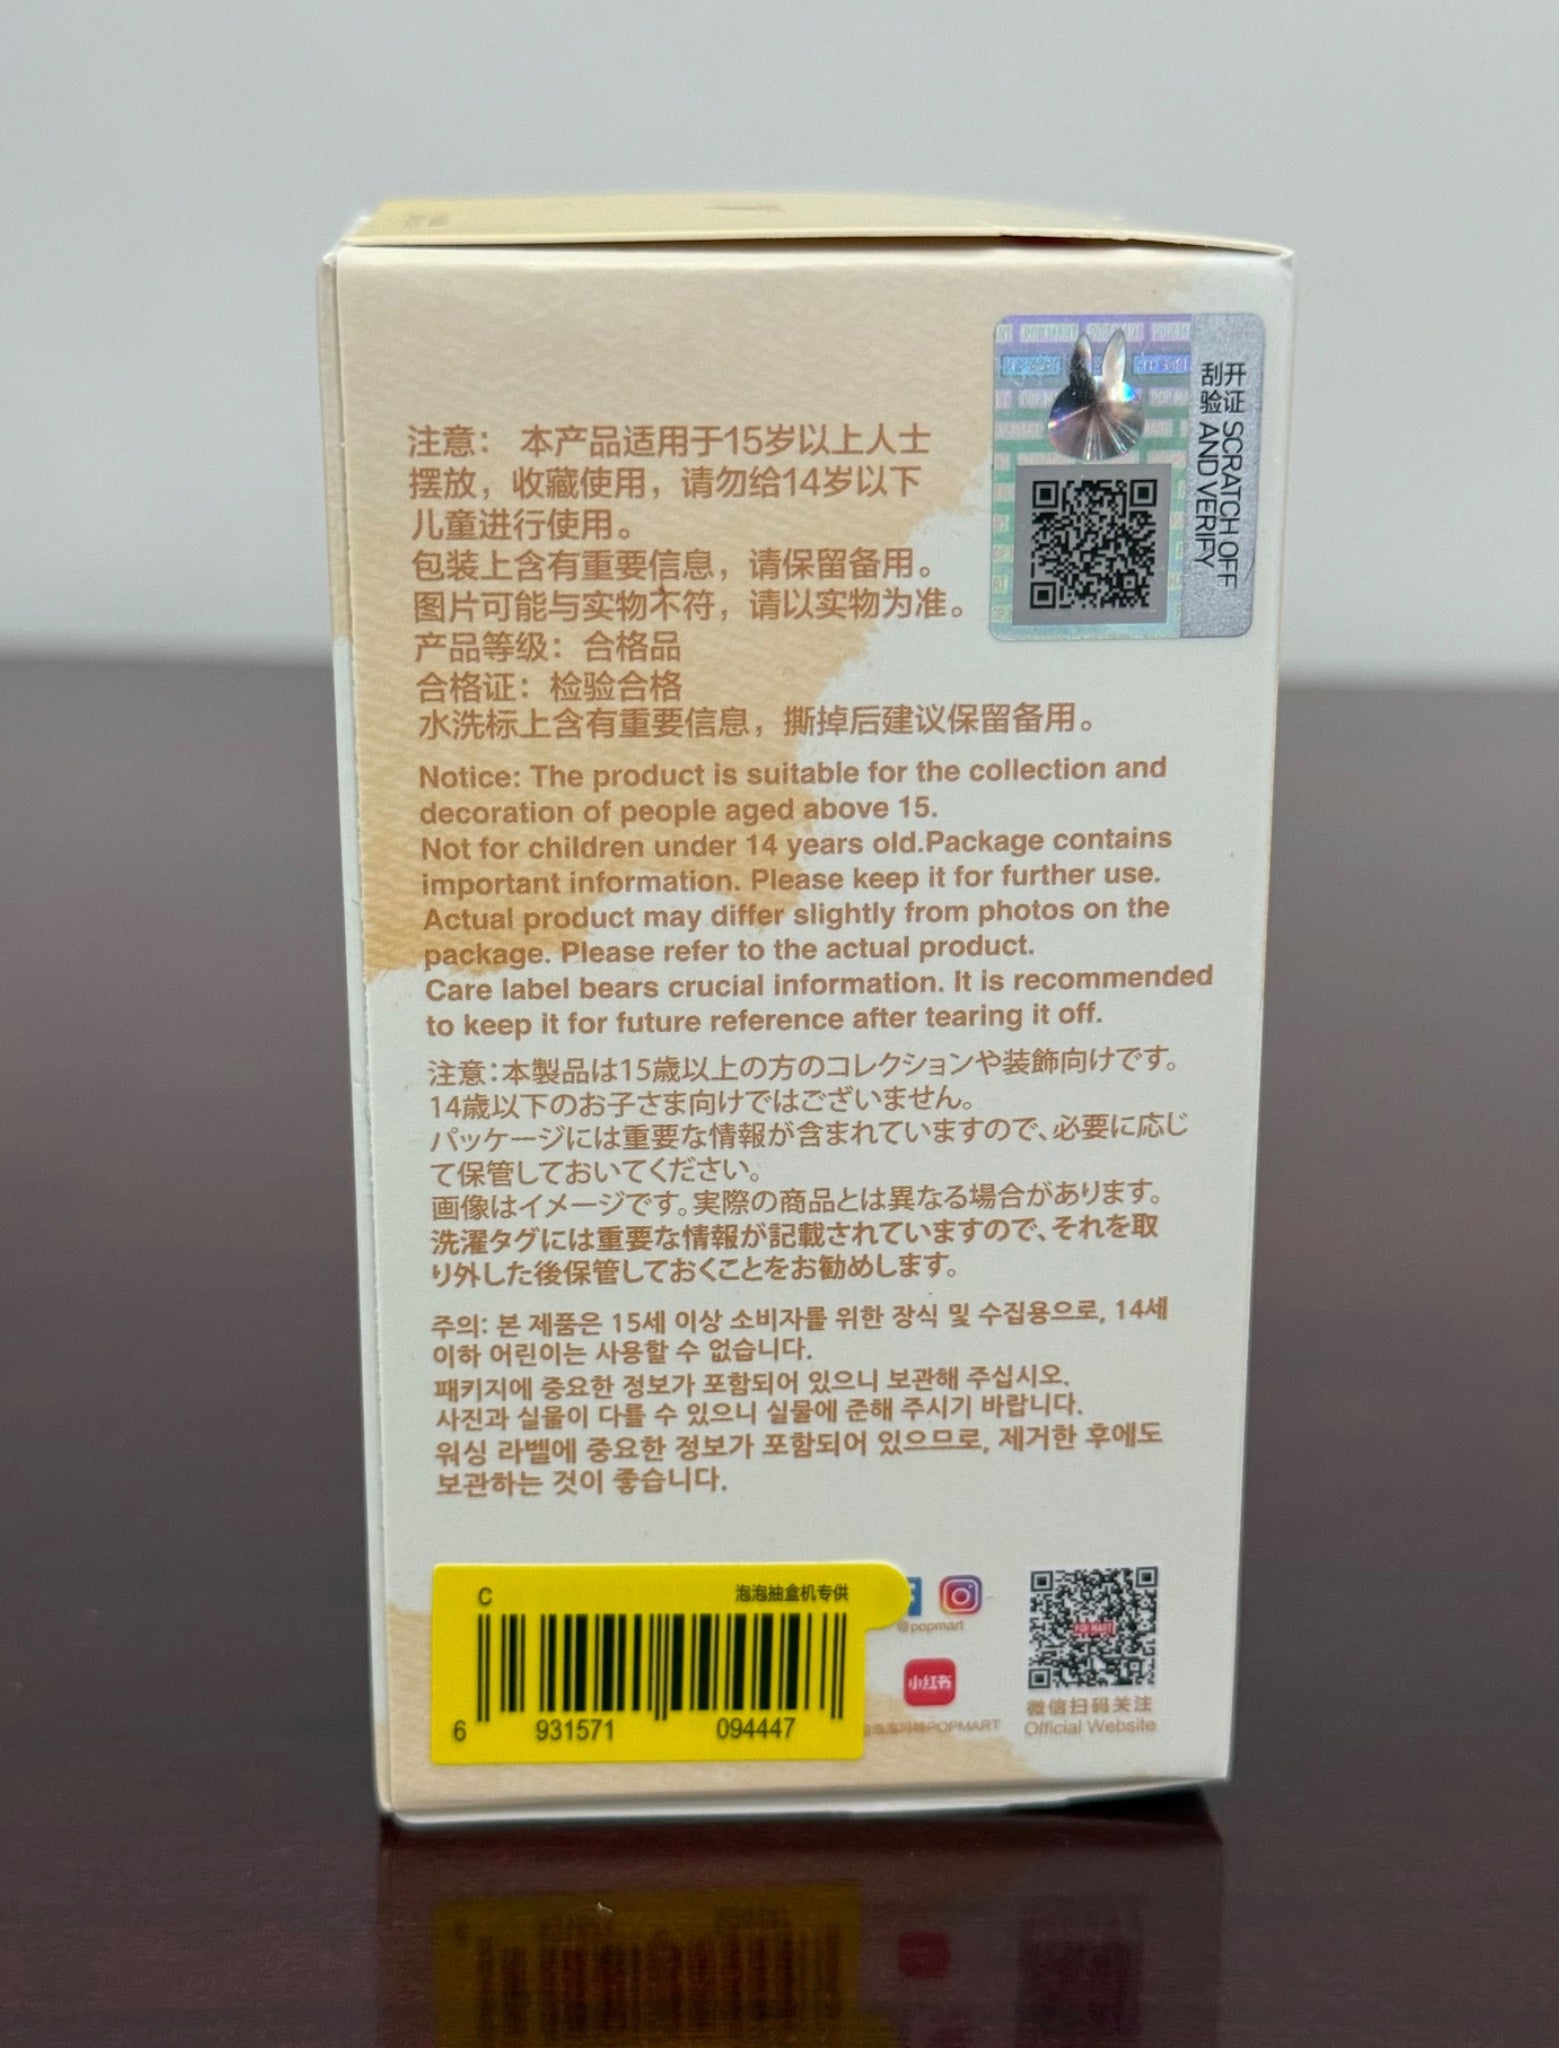 注意： 本产品适用于15岁以上人士
摆放，收藏使用，请勿给14岁以下
儿童进行使用。
包装上含有重要信息，请保留备用。
图片可能与实物不符，请以实物为准。
产品等级：合格品
合格证：检验合格
水洗标上含有重要信息，撕掉后建议保留备用。
POP MART
刮开
验证
SCRATCH OFF
AND VERIFY
Notice: The product is suitable for the collection and
decoration of people aged above 15.
Not for children under 14 years old.Package contains
important information. Please keep it for further use.
Actual product may differ slightly from photos on the
package. Please refer to the actual product.
Care label bears crucial information. It is recommended
to keep it for future reference after tearing it off.
注意：本製品は15歳以上の方のコレクションや装飾向けです。
14歳以下のお子さま向けではございません。
パッケージには重要な情報が含まれていますので、必要に応じ
て保管しておいてください。
画像はイメージです。実際の商品とは異なる場合があります。
洗濯タグには重要な情報が記載されていますので、それを取
り外した後保管しておくことをお勧めします。
주의: 본 제품은 15세 이상 소비자를 위한 장식 및 수집용으로, 14세
이하 어린이는 사용할 수 없습니다.
패키지에 중요한 정보가 포함되어 있으니 보관해 주십시오.
사진과 실물이 다를 수 있으니 실물에 준해 주시기 바랍니다.
워싱 라벨에 중요한 정보가 포함되어 있으므로, 제거한 후에도
보관하는 것이 좋습니다.
C 泡泡抽盒机专供
6 931571 094447
@popmart
小红书
POPMART
POP MART
微信扫码关注
Official Website